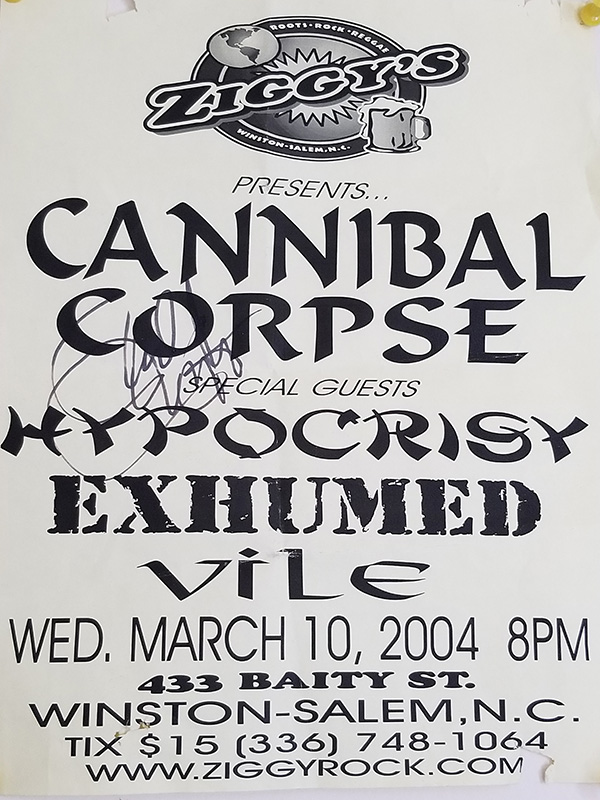 ROOTS • ROCK • REGGAE
ZIGGY'S
WINSTON-SALEM, N.C.
PRESENTS...
CANNIBAL
CORPSE
SPECIAL GUESTS
HYPOCRISY
EXHUMED
ViLE
WED. MARCH 10, 2004 8PM
433 BAITY ST.
WINSTON-SALEM, N.C.
TIX $15 (336) 748-1064
WWW.ZIGGYROCK.COM